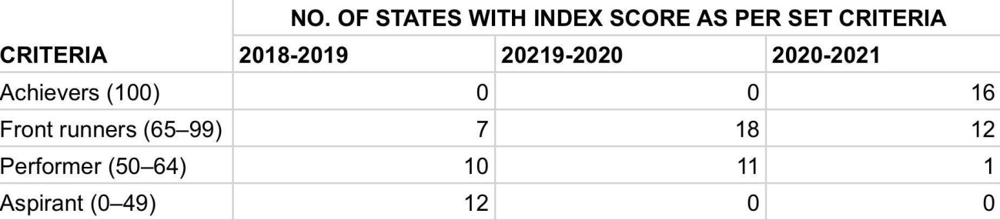 NO. OF STATES WITH INDEX SCORE AS PER SET CRITERIA
CRITERIA 2018-2019 20219-2020 2020-2021
Achievers (100) 0 0 16
Front runners (65–99) 7 18 12
Performer (50–64) 10 11 1
Aspirant (0–49) 12 0 0